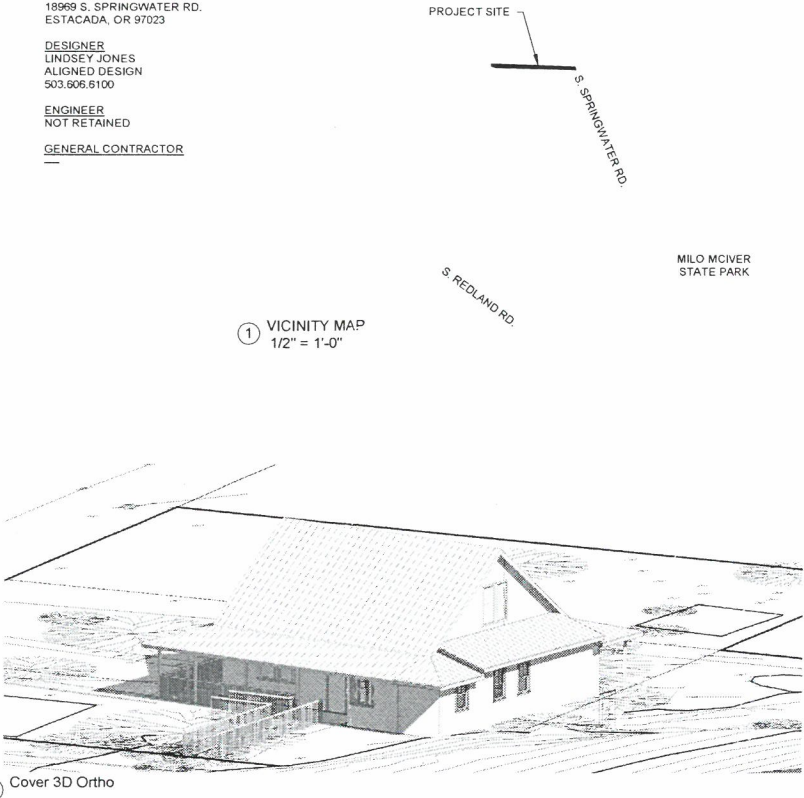 18969 S. SPRINGWATER RD.
ESTACADA, OR 97023
DESIGNER
LINDSEY JONES
ALIGNED DESIGN
503.606.6100
ENGINEER
NOT RETAINED
GENERAL CONTRACTOR
—
PROJECT SITE
S. SPRINGWATER RD.
MILO MCIVER
STATE PARK
S. REDLAND RD.
1 VICINITY MAP
1/2" = 1'-0"
Cover 3D Ortho